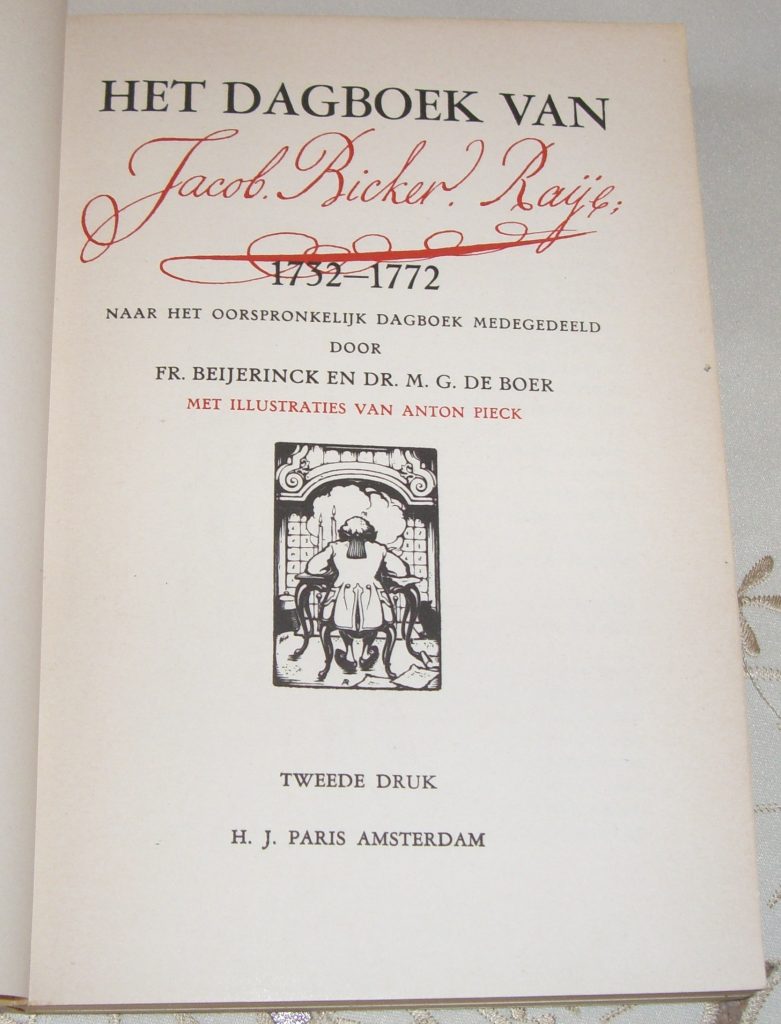 HET DAGBOEK VAN
Jacob. Bicker. Raÿe;
1732–1772
NAAR HET OORSPRONKELIJK DAGBOEK MEDEGEDEELD
DOOR
FR. BEIJERINCK EN DR. M. G. DE BOER
MET ILLUSTRATIES VAN ANTON PIECK
TWEEDE DRUK
H. J. PARIS AMSTERDAM